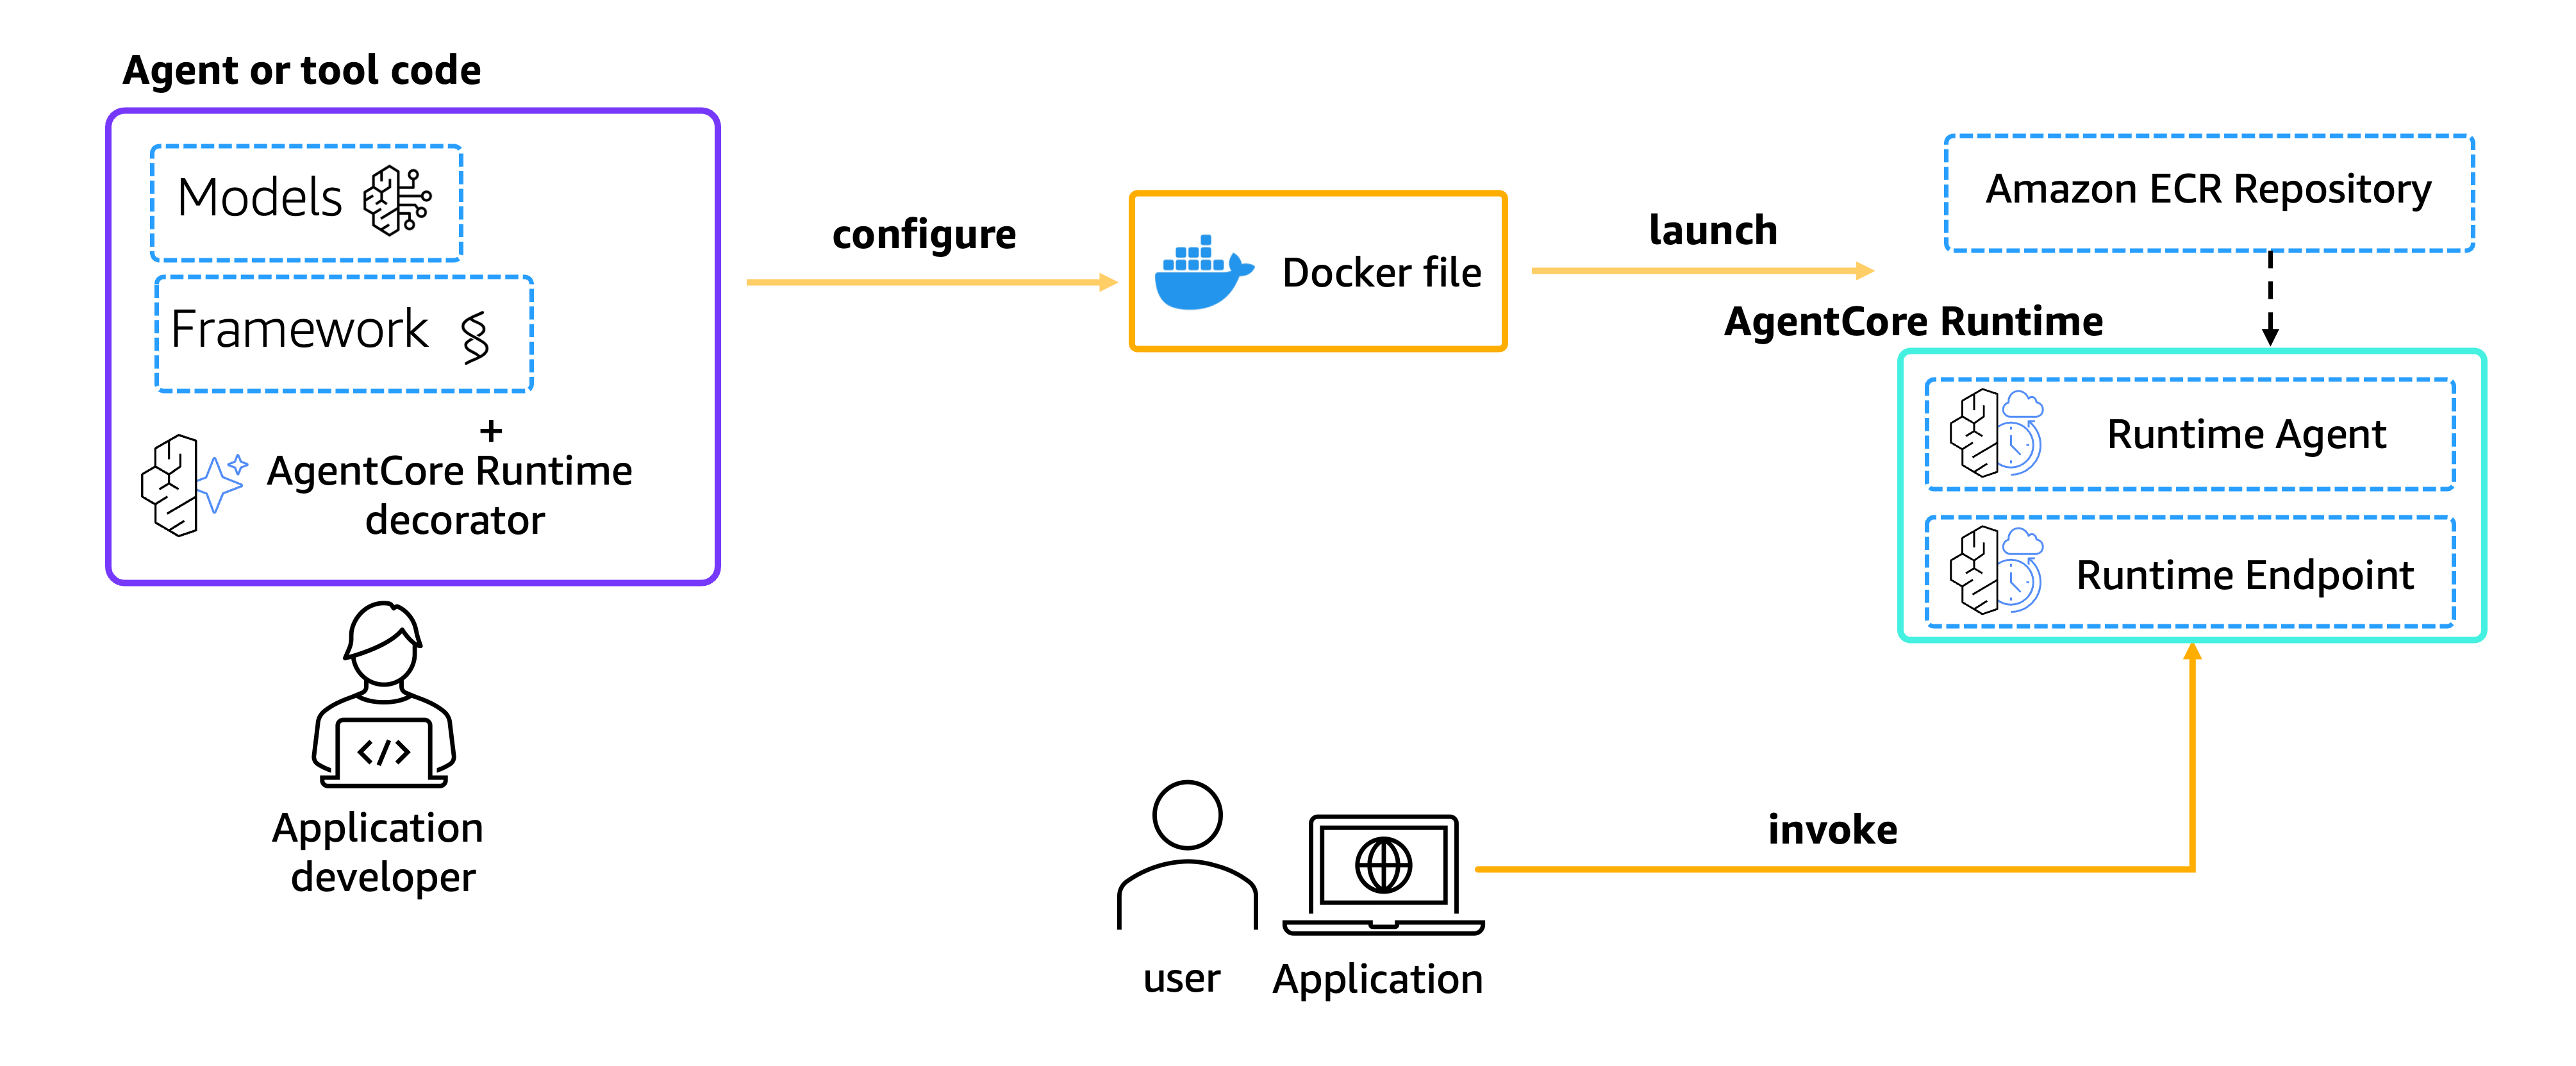 Agent or tool code
Models
Framework
+
AgentCore Runtime
decorator
Application
developer
configure
Docker file
launch
Amazon ECR Repository
AgentCore Runtime
Runtime Agent
Runtime Endpoint
</>
user
Application
invoke